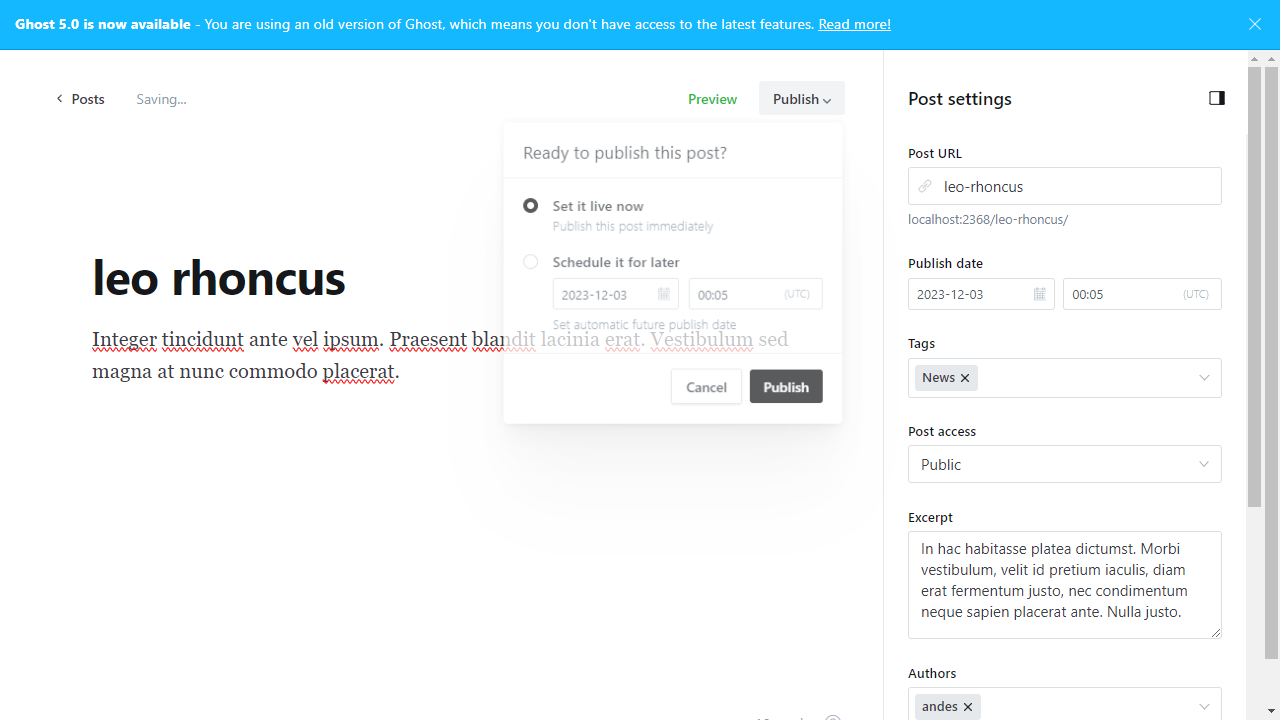 Ghost 5.0 is now available - You are using an old version of Ghost, which means you don't have access to the latest features. Read more!
Posts
Saving...
Preview
Publish
Ready to publish this post?
Set it live now
Publish this post immediately
Schedule it for later
2023-12-03
00:05
(UTC)
Set automatic future publish date
Cancel
Publish
leo rhoncus
Integer tincidunt ante vel ipsum. Praesent blandit lacinia erat. Vestibulum sed
magna at nunc commodo placerat.
Post settings
Post URL
leo-rhoncus
localhost:2368/leo-rhoncus/
Publish date
2023-12-03
00:05
(UTC)
Tags
News
Post access
Public
Excerpt
In hac habitasse platea dictumst. Morbi
vestibulum, velit id pretium iaculis, diam
erat fermentum justo, nec condimentum
neque sapien placerat ante. Nulla justo.
Authors
andes